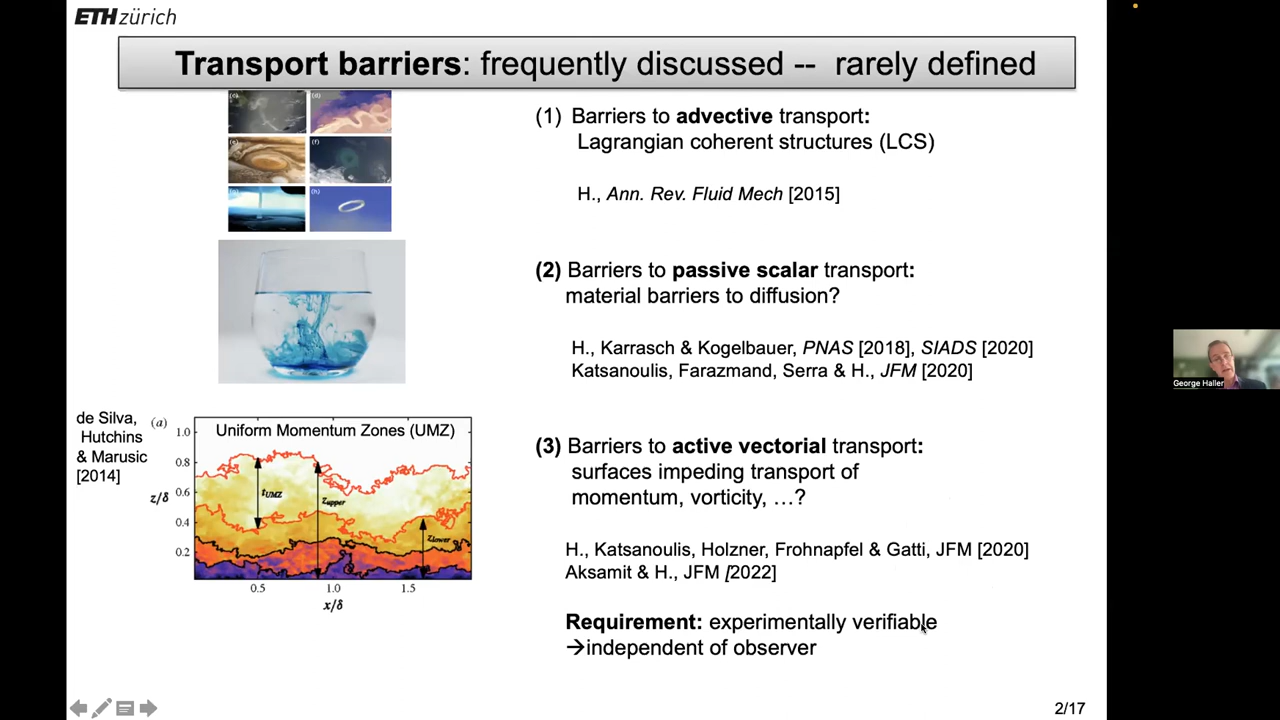 ETH zürich
Transport barriers: frequently discussed -- rarely defined
(c)
(d)
(e)
(f)
(h)
(1) Barriers to advective transport:
Lagrangian coherent structures (LCS)
H., Ann. Rev. Fluid Mech [2015]
(2) Barriers to passive scalar transport:
material barriers to diffusion?
H., Karrasch & Kogelbauer, PNAS [2018], SIADS [2020]
Katsanoulis, Farazmand, Serra & H., JFM [2020]
George Haller
de Silva,
Hutchins
& Marusic
[2014]
(a)
Uniform Momentum Zones (UMZ)
1.0
0.8
0.6
0.4
0.2
z/δ
tUMZ
zupper
zlower
0.5 1.0 1.5
x/δ
(3) Barriers to active vectorial transport:
surfaces impeding transport of
momentum, vorticity, …?
H., Katsanoulis, Holzner, Frohnapfel & Gatti, JFM [2020]
Aksamit & H., JFM [2022]
Requirement: experimentally verifiable
→independent of observer
2/17